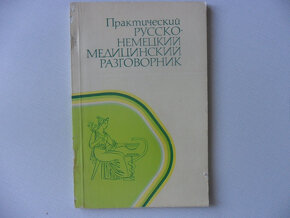 Практический
РУССКО-
НЕМЕЦКИЙ
МЕДИЦИНСКИЙ
РАЗГОВОРНИК